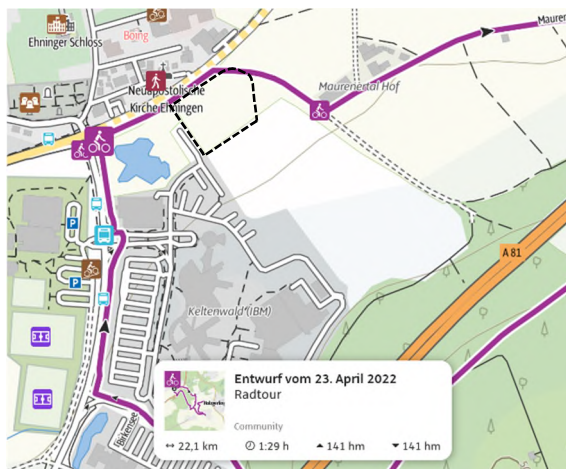 Ehninger Schloss
Böing
Mauren
Neuapostolische
Kirche Ehningen
Maurenertal Hof
P
A 81
P
Keltenwald (IBM)
Birkensee
Entwurf vom 23. April 2022
Radtour
Community
↔ 22,1 km
1:29 h
▲ 141 hm
▼ 141 hm